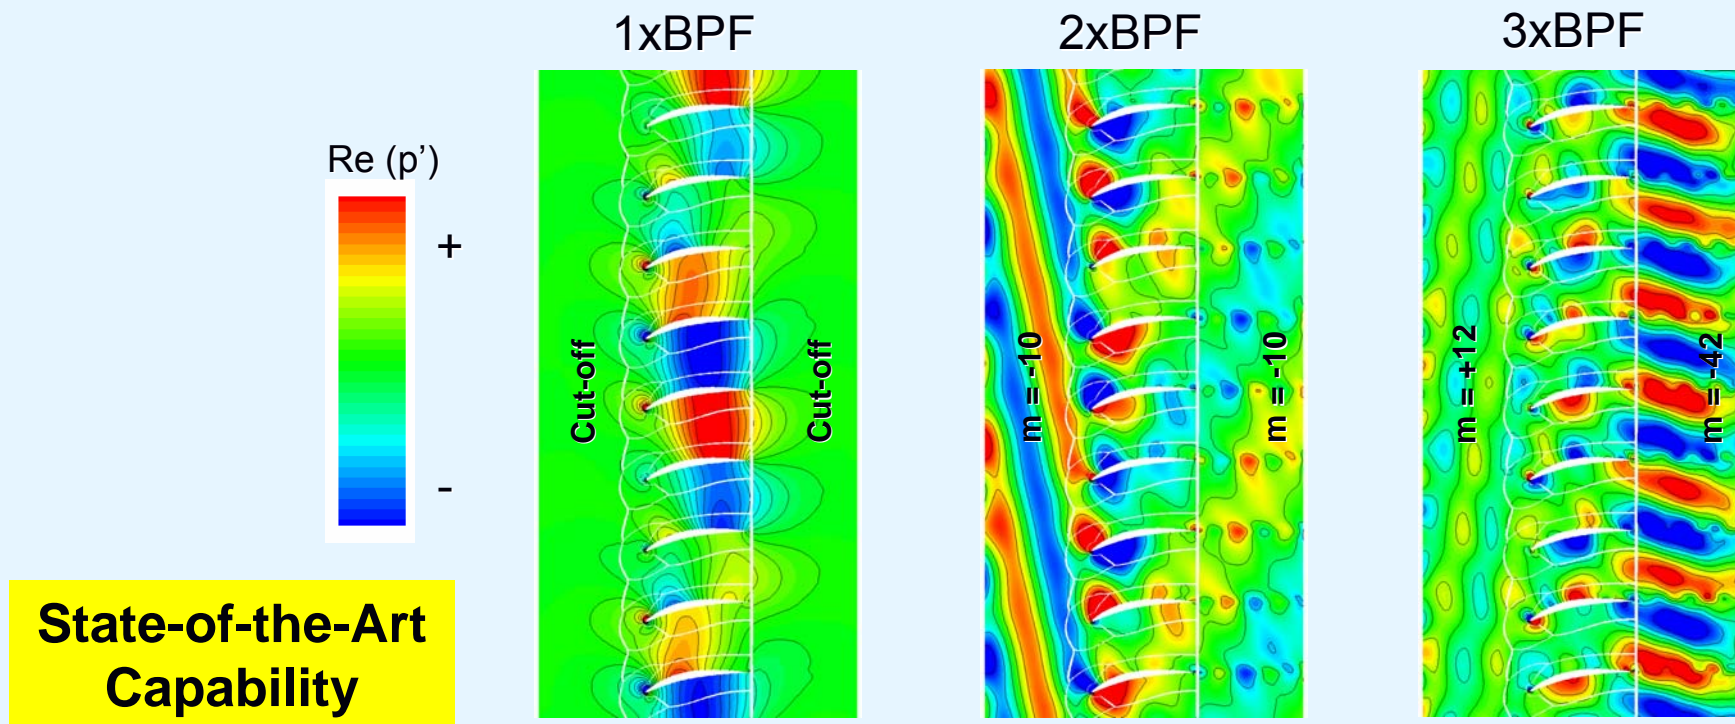 1xBPF
2xBPF
3xBPF
Re (p’)
+
-
Cut-off
Cut-off
m = -10
m = -10
m = +12
m = -42
State-of-the-Art
Capability